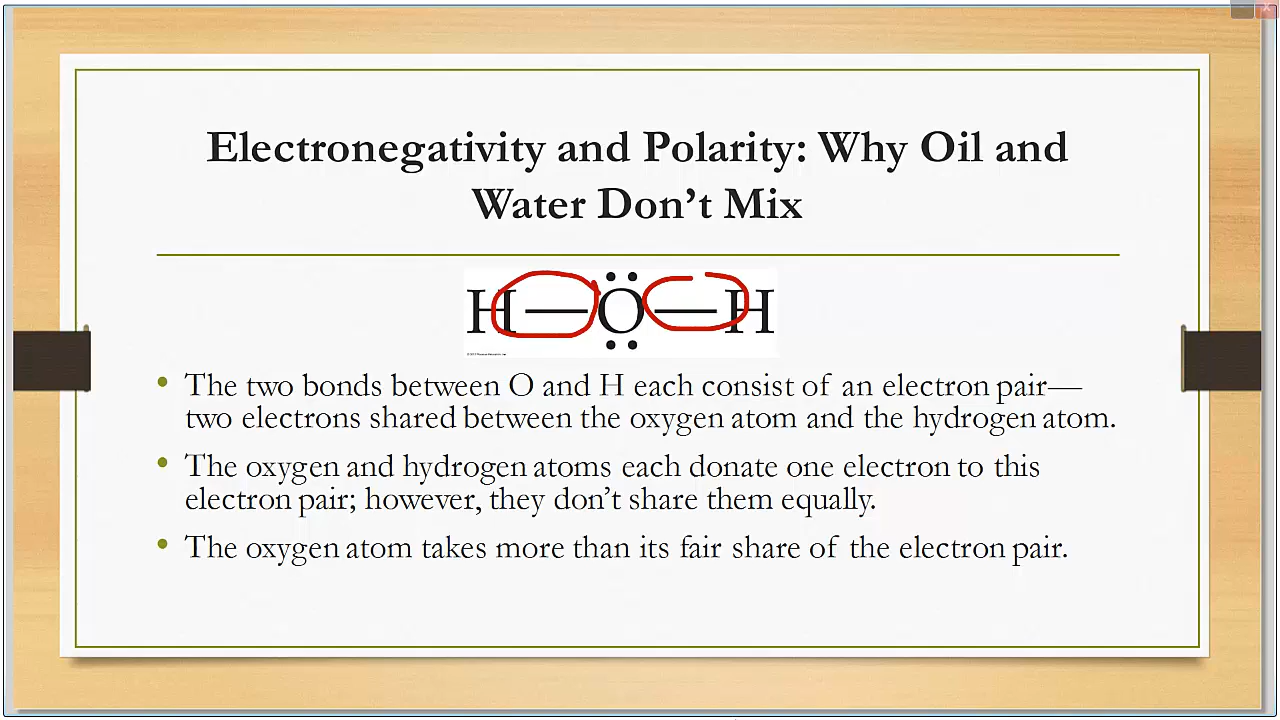 Electronegativity and Polarity: Why Oil and
Water Don’t Mix
H — Ö — H
• The two bonds between O and H each consist of an electron pair—
two electrons shared between the oxygen atom and the hydrogen atom.
• The oxygen and hydrogen atoms each donate one electron to this
electron pair; however, they don’t share them equally.
• The oxygen atom takes more than its fair share of the electron pair.